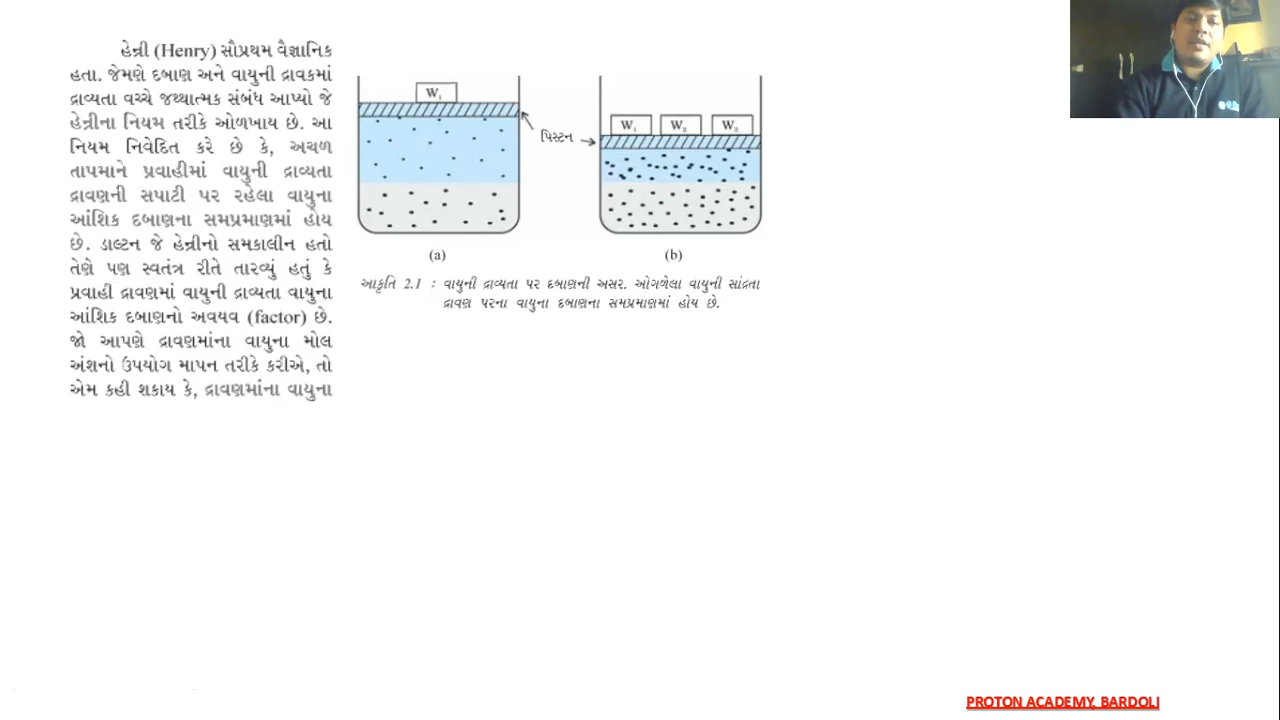 હેન્રી (Henry) સૌપ્રથમ વૈજ્ઞાનિક
હતા. જેમણે દબાણ અને વાયુની દ્રાવકમાં
દ્રાવ્યતા વચ્ચે જથ્થાત્મક સંબંધ આપ્યો જે
હેન્રીના નિયમ તરીકે ઓળખાય છે. આ
નિયમ નિવેદિત કરે છે કે, અચળ
તાપમાને પ્રવાહીમાં વાયુની દ્રાવ્યતા
દ્રાવણની સપાટી પર રહેલા વાયુના
આંશિક દબાણના સમપ્રમાણમાં હોય
છે. ડાલ્ટન જે હેન્રીનો સમકાલીન હતો
તેણે પણ સ્વતંત્ર રીતે તારવ્યું હતું કે
પ્રવાહી દ્રાવણમાં વાયુની દ્રાવ્યતા વાયુના
આંશિક દબાણનો અવયવ (factor) છે.
જો આપણે દ્રાવણમાંના વાયુના મોલ
અંશનો ઉપયોગ માપન તરીકે કરીએ, તો
એમ કહી શકાય કે, દ્રાવણમાંના વાયુના
W₁
પિસ્ટન
W₁ W₂ W₃
(a) (b)
આકૃતિ 2.1 : વાયુની દ્રાવ્યતા પર દબાણની અસર. ઓગળેલા વાયુની સાંદ્રતા
દ્રાવણ પરના વાયુના દબાણના સમપ્રમાણમાં હોય છે.
PROTON ACADEMY, BARDOLI